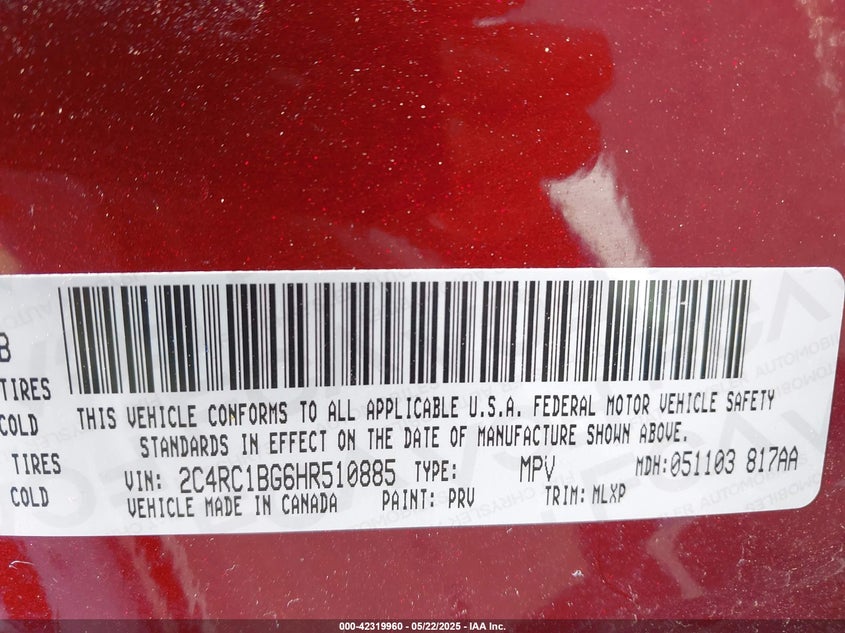 B
TIRES
COLD
TIRES
COLD
THIS VEHICLE CONFORMS TO ALL APPLICABLE U.S.A. FEDERAL MOTOR VEHICLE SAFETY
STANDARDS IN EFFECT ON THE DATE OF MANUFACTURE SHOWN ABOVE.
VIN: 2C4RC1BG6HR510885 TYPE: MPV MDH:051103 817AA
VEHICLE MADE IN CANADA PAINT: PRV TRIM: MLXP
000-42319960 - 05/22/2025 - IAA Inc.